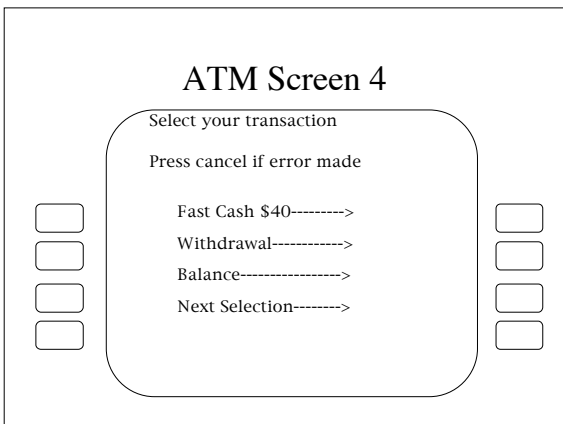 ATM Screen 4
Select your transaction
Press cancel if error made
Fast Cash $40--------->
Withdrawal------------>
Balance----------------->
Next Selection-------->